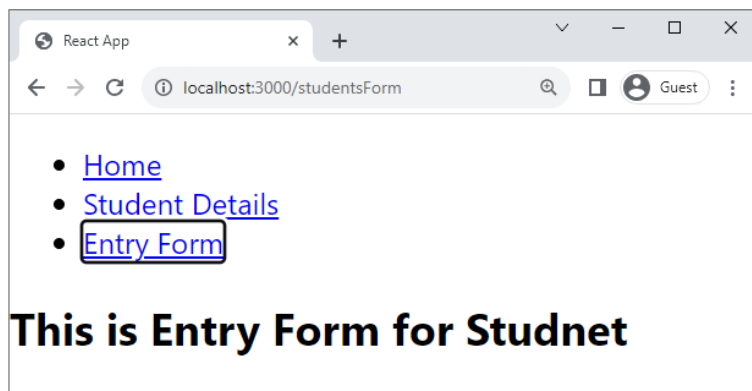 React App
localhost:3000/studentsForm
Guest
Home
Student Details
Entry Form
This is Entry Form for Studnet